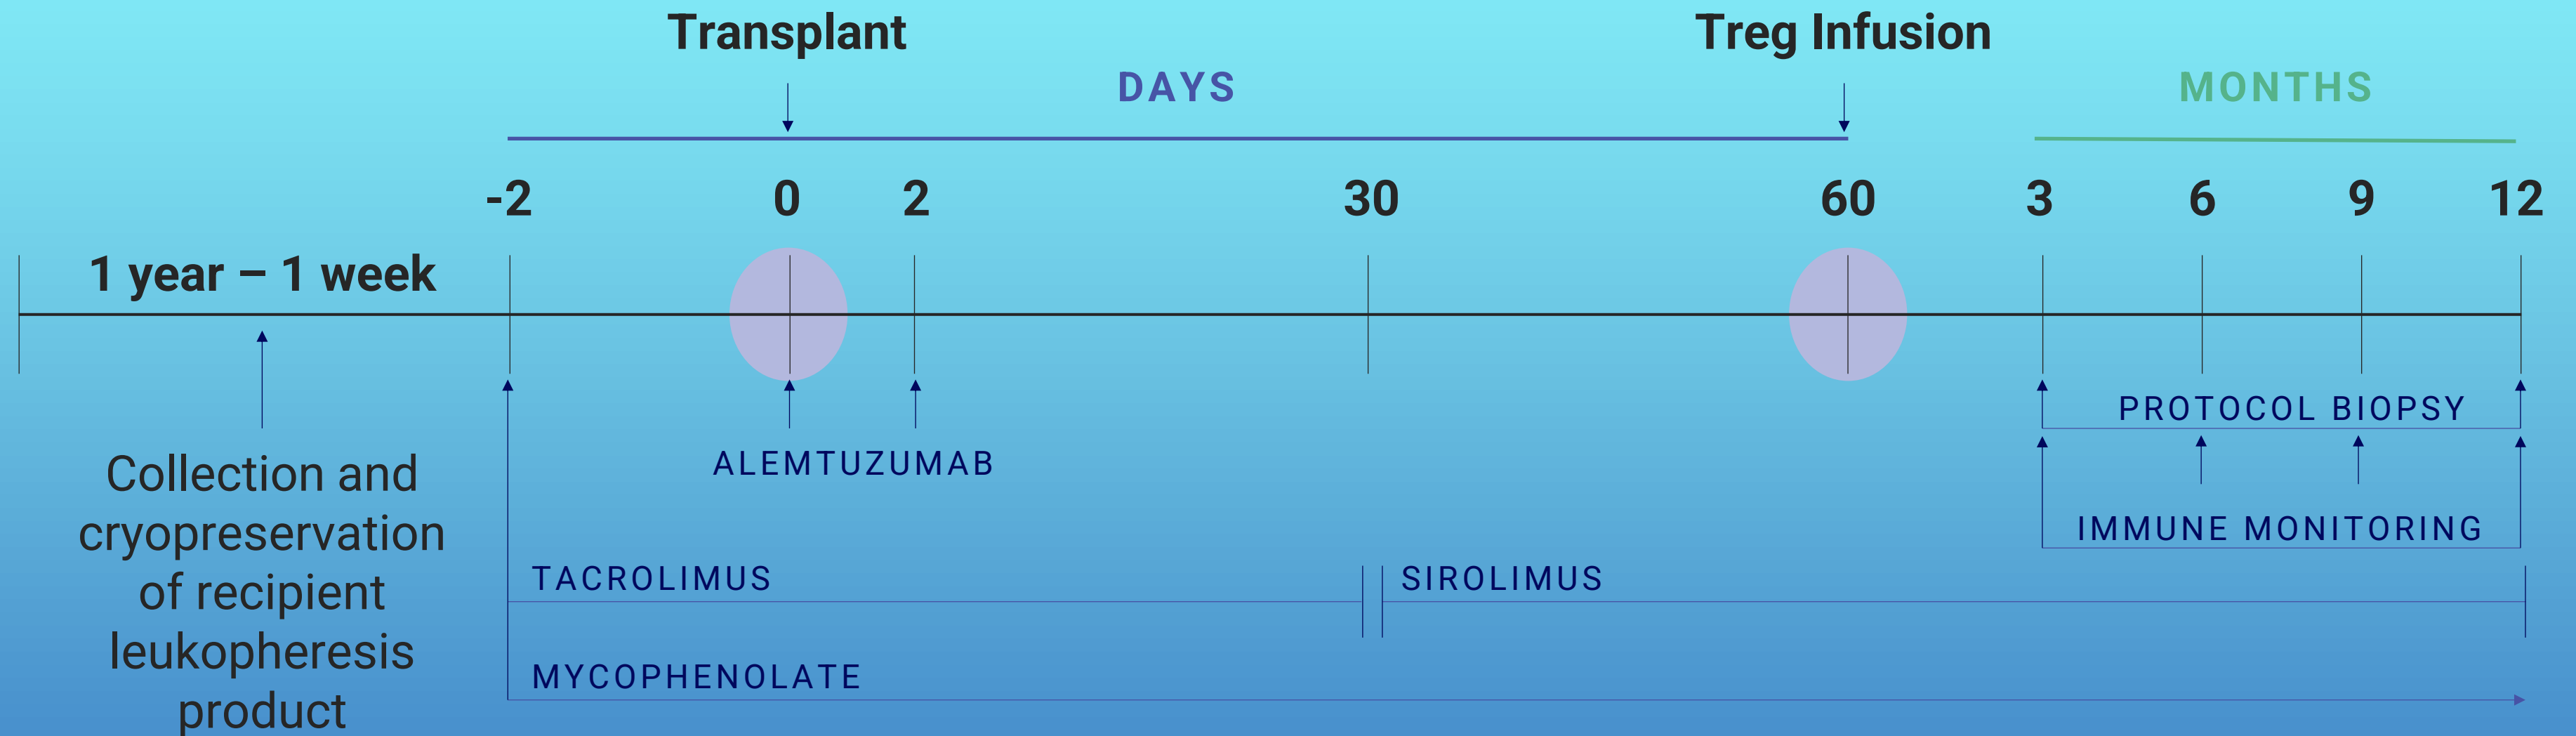 Transplant
Treg Infusion
DAYS
MONTHS
-2 0 2 30 60 3 6 9 12
1 year – 1 week
Collection and
cryopreservation
of recipient
leukopheresis
product
ALEMTUZUMAB
PROTOCOL BIOPSY
IMMUNE MONITORING
TACROLIMUS
SIROLIMUS
MYCOPHENOLATE